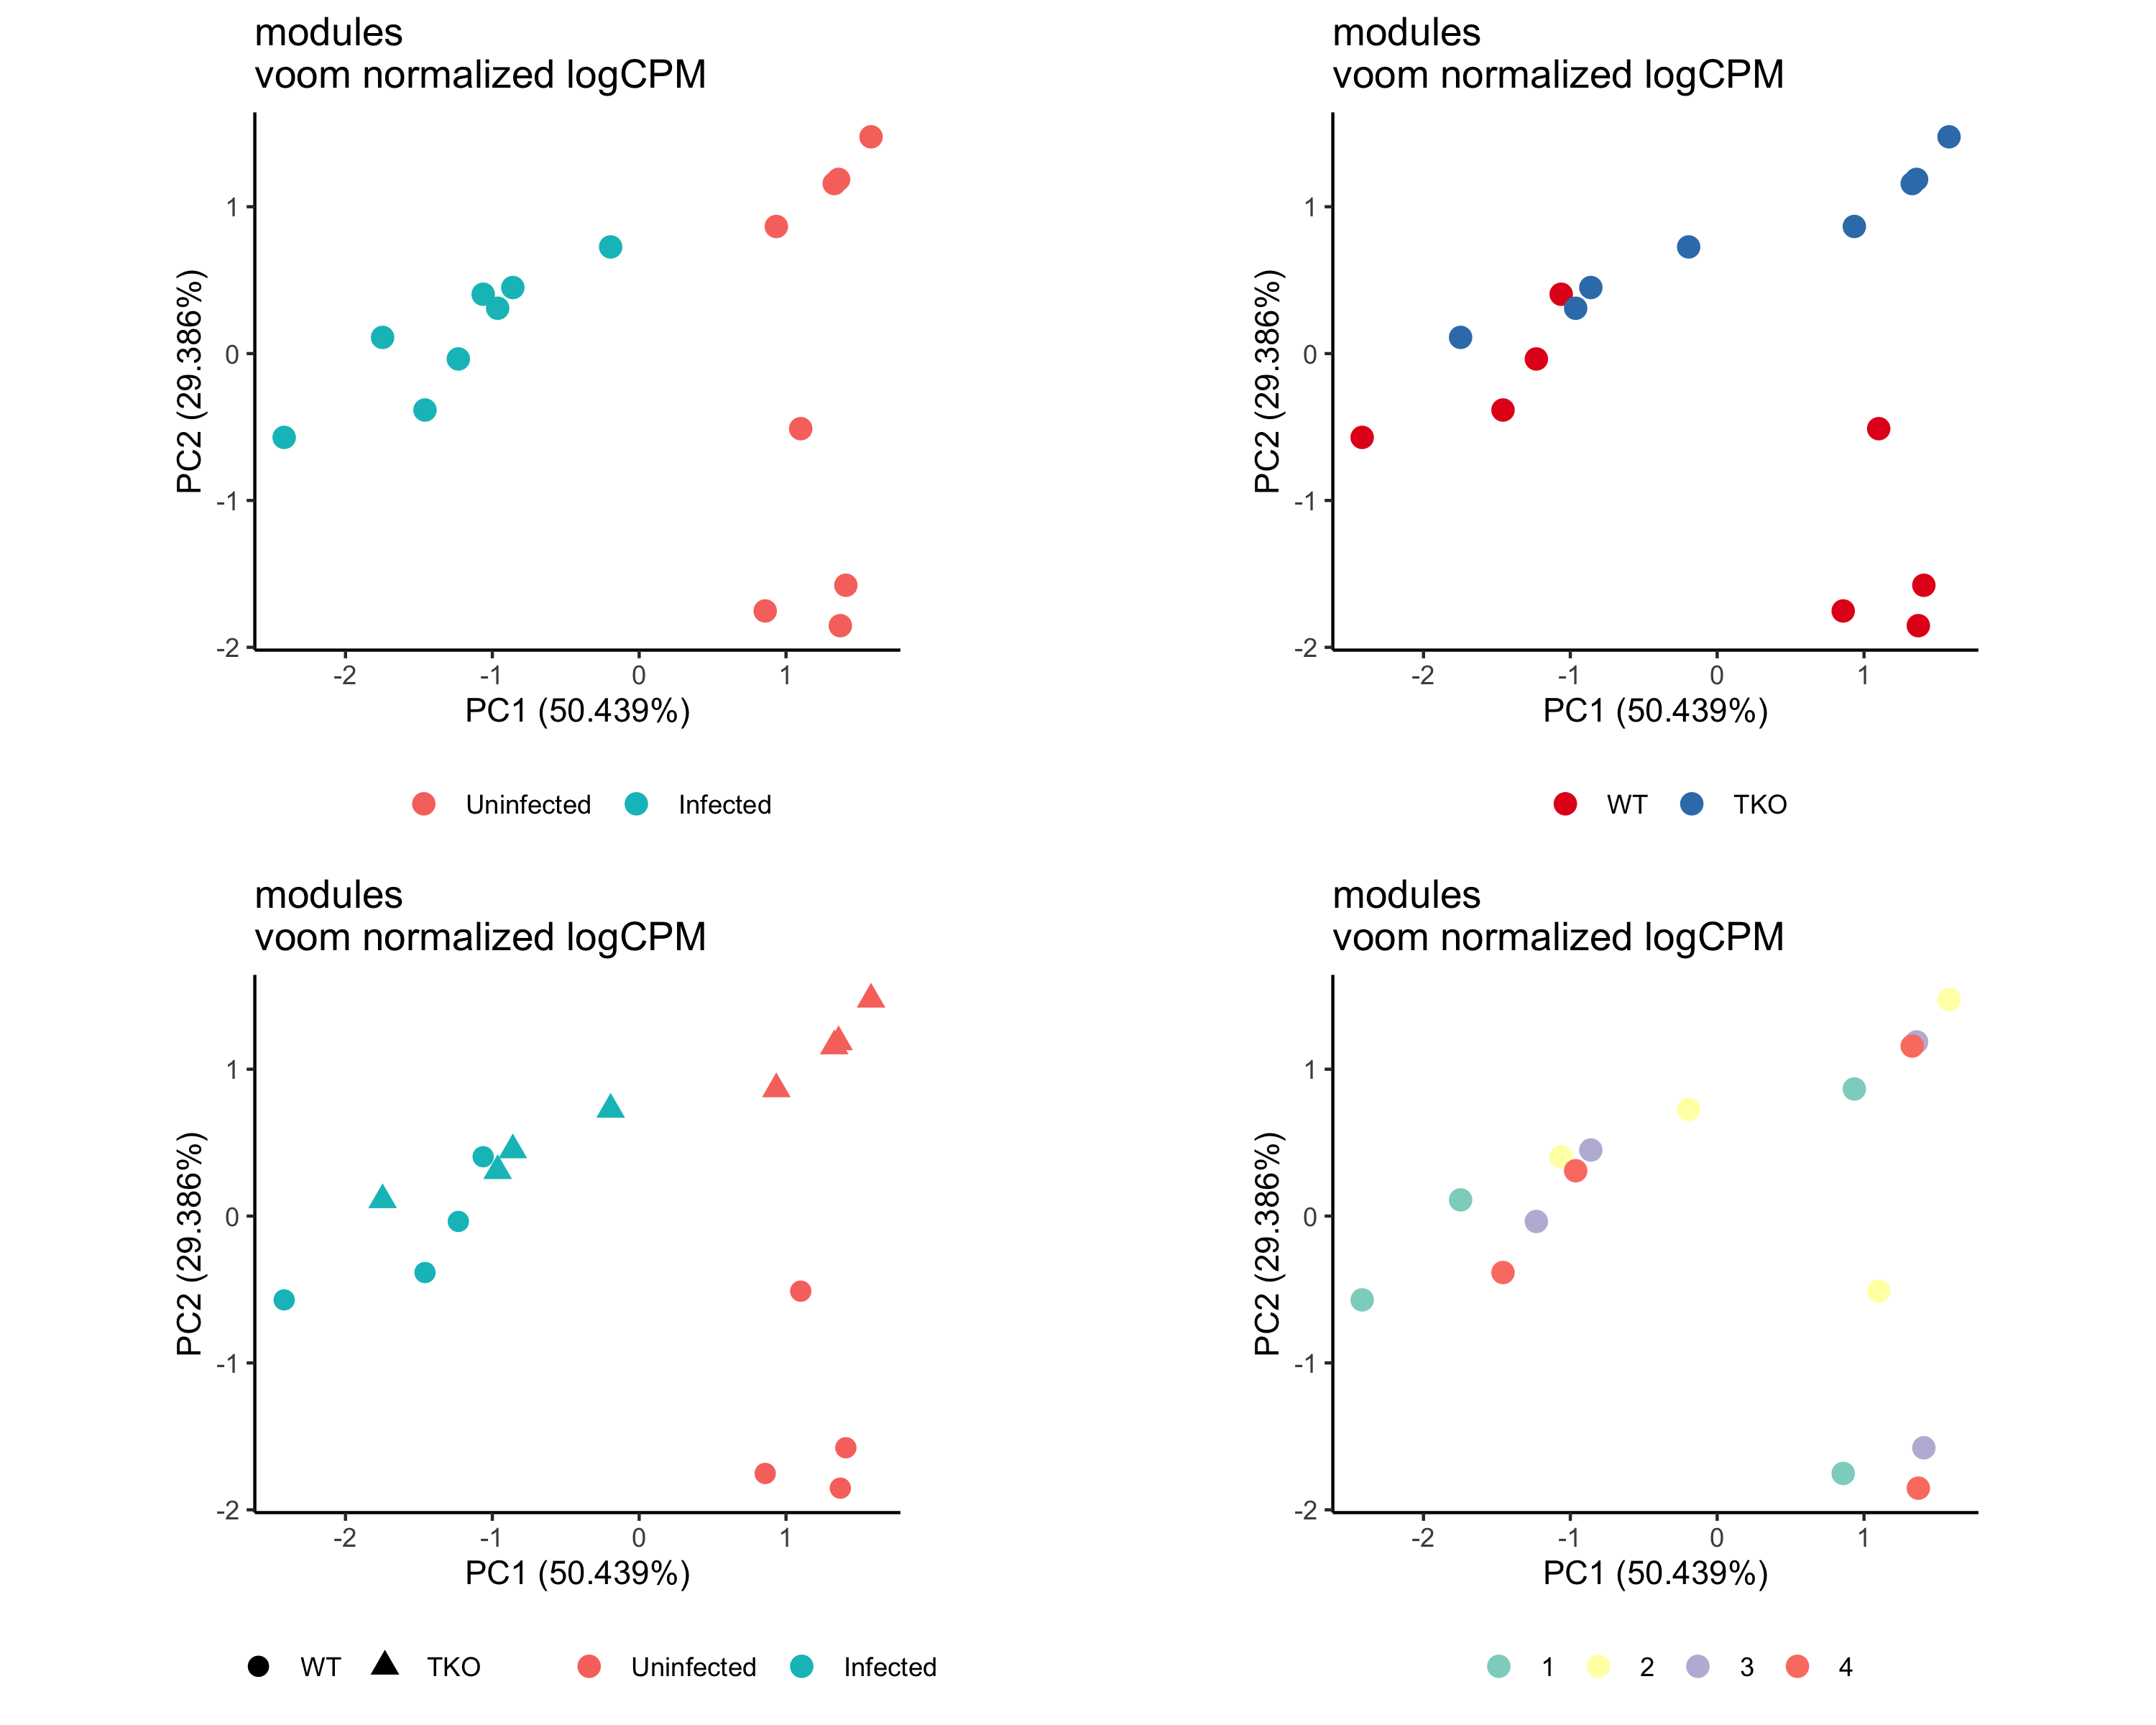 modules
voom normalized logCPM
PC2 (29.386%)
1
0
-1
-2
-2 -1 0 1
PC1 (50.439%)
Uninfected Infected
modules
voom normalized logCPM
PC2 (29.386%)
1
0
-1
-2
-2 -1 0 1
PC1 (50.439%)
WT TKO
modules
voom normalized logCPM
PC2 (29.386%)
1
0
-1
-2
-2 -1 0 1
PC1 (50.439%)
WT TKO Uninfected Infected
modules
voom normalized logCPM
PC2 (29.386%)
1
0
-1
-2
-2 -1 0 1
PC1 (50.439%)
1 2 3 4